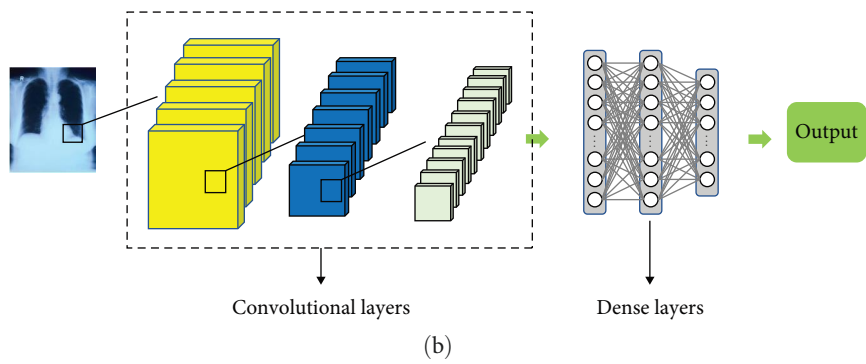 R
Output
Convolutional layers
Dense layers
(b)